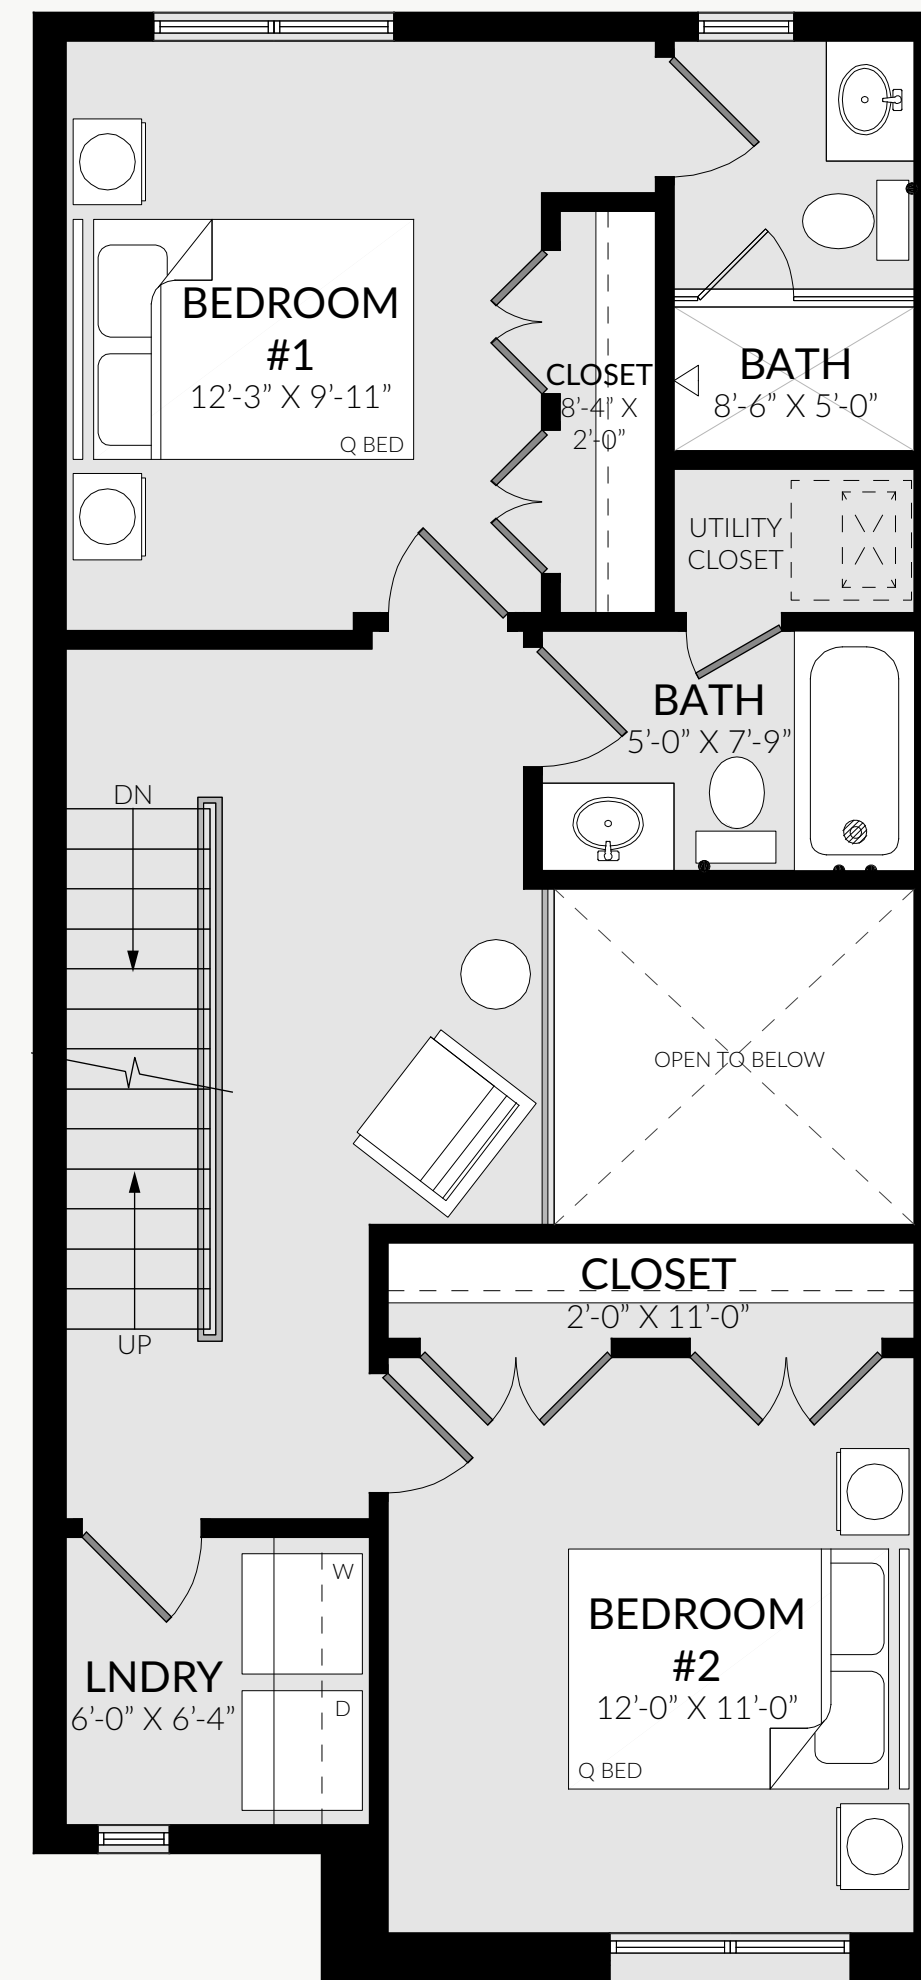 BEDROOM
#1
12’-3” X 9’-11”
Q BED
CLOSET
8’-4” X
2’-0”
BATH
8’-6” X 5’-0”
UTILITY
CLOSET
BATH
5’-0” X 7’-9”
DN
OPEN TO BELOW
UP
CLOSET
2’-0” X 11’-0”
W
D
LNDRY
6’-0” X 6’-4”
BEDROOM
#2
12’-0” X 11’-0”
Q BED